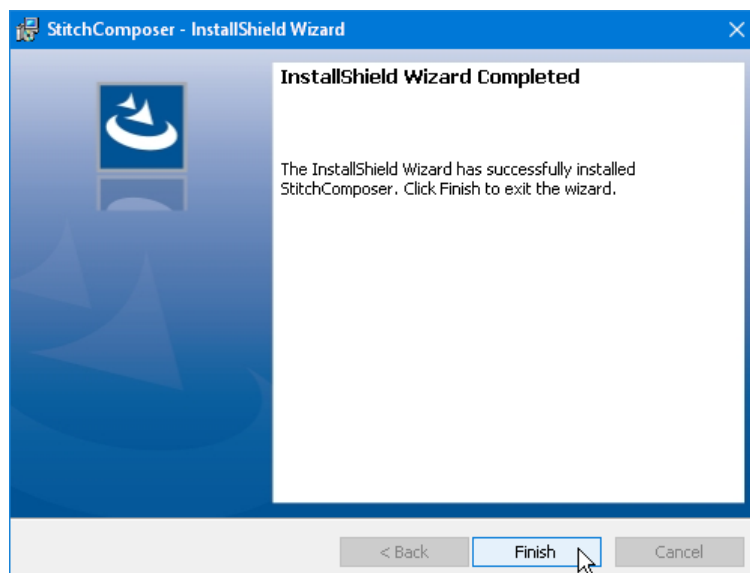 StitchComposer - InstallShield Wizard
InstallShield Wizard Completed
The InstallShield Wizard has successfully installed
StitchComposer. Click Finish to exit the wizard.
< Back Finish Cancel